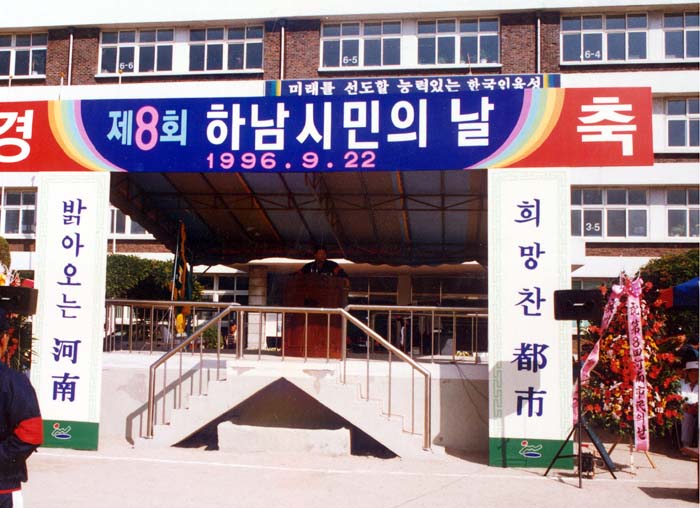 6-6
6-5
6-4
미래를 선도할 능력있는 한국인육성
경
제8회 하남시민의 날
1996.9.22
축
3-5
밝아오는 河南
희망찬 都市